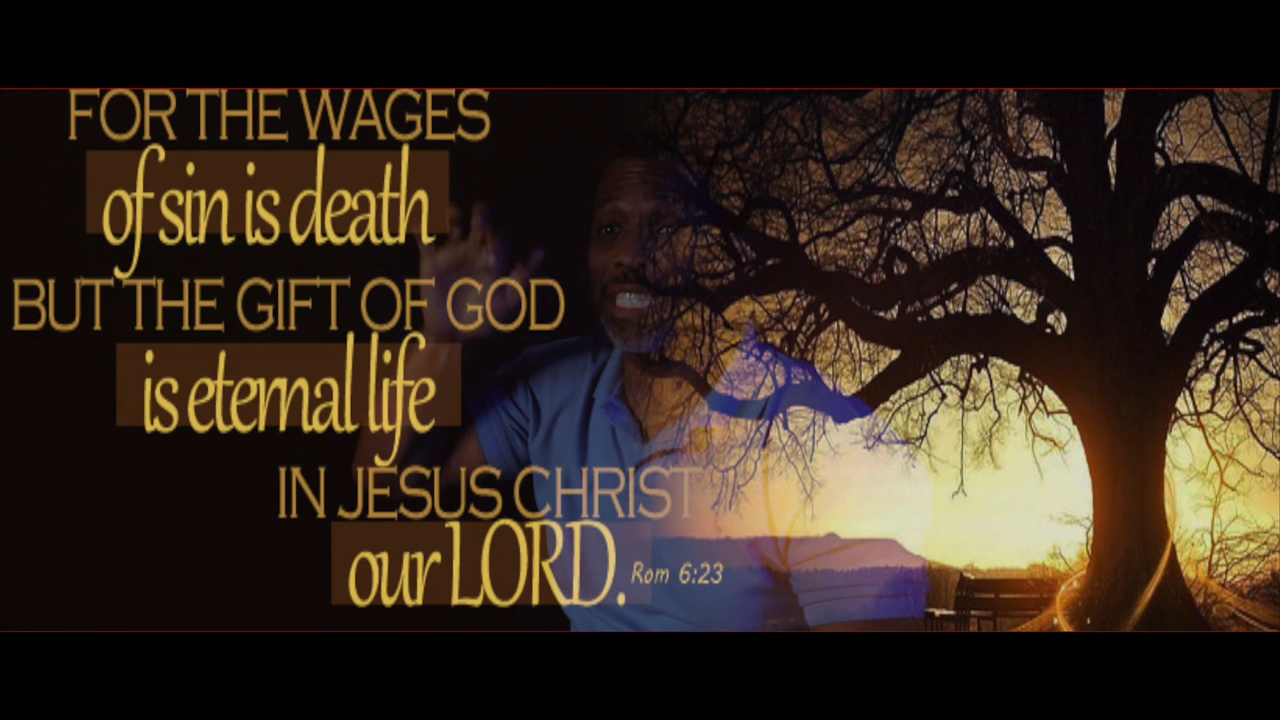 FOR THE WAGES
of sin is death
BUT THE GIFT OF GOD
is eternal life
IN JESUS CHRIST
our LORD. Rom 6:23